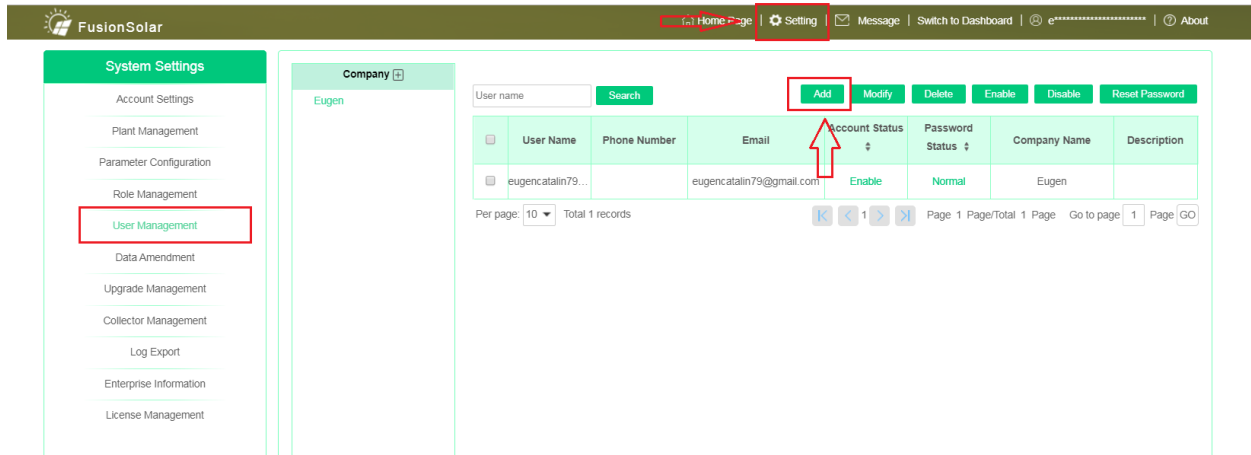 FusionSolar
Home Page | Setting | Message | Switch to Dashboard | e*********************** | About
System Settings
Account Settings
Plant Management
Parameter Configuration
Role Management
User Management
Data Amendment
Upgrade Management
Collector Management
Log Export
Enterprise Information
License Management
Company
Eugen
User name Search Add Modify Delete Enable Disable Reset Password
User Name Phone Number Email Account Status Password Status Company Name Description
eugencatalin79... eugencatalin79@gmail.com Enable Normal Eugen
Per page: 10 Total 1 records 1 Page 1 Page/Total 1 Page Go to page 1 Page GO